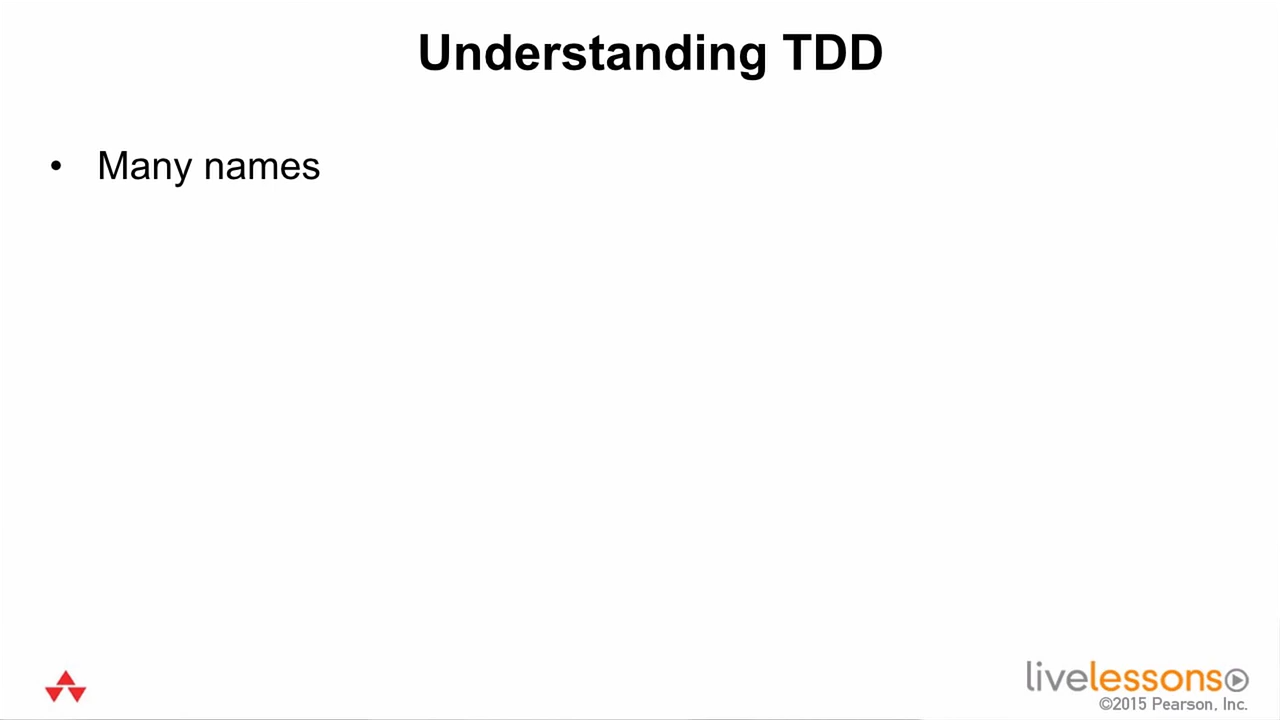 Understanding TDD
• Many names
livelessons
©2015 Pearson, Inc.